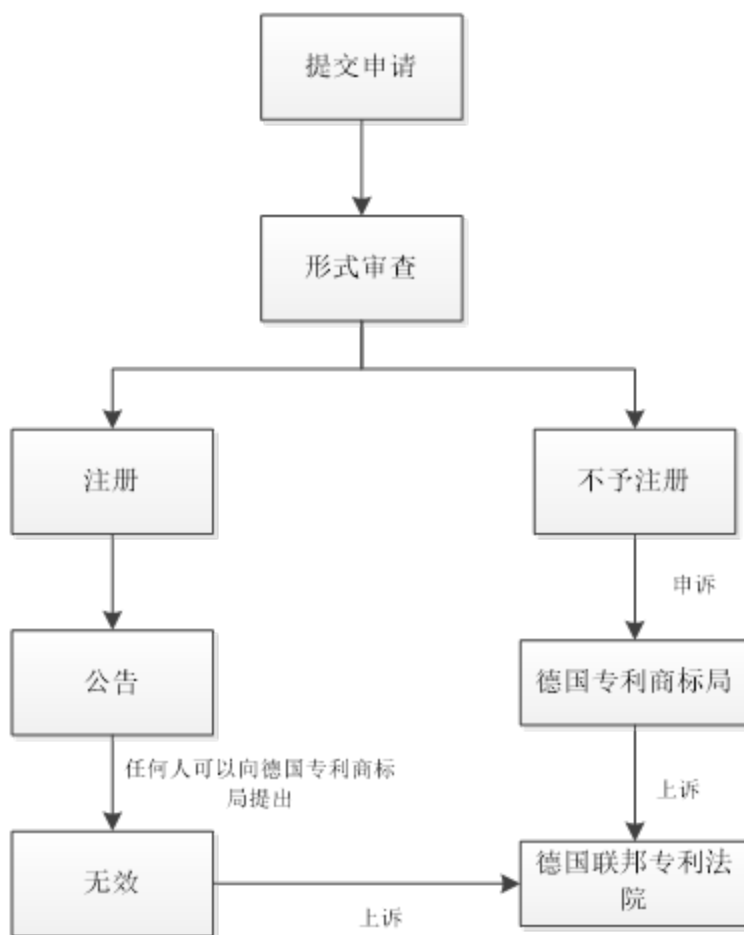 提交申请
形式审查
注册
不予注册
申诉
公告
德国专利商标局
任何人可以向德国专利商标
局提出
上诉
无效
德国联邦专利法
院
上诉